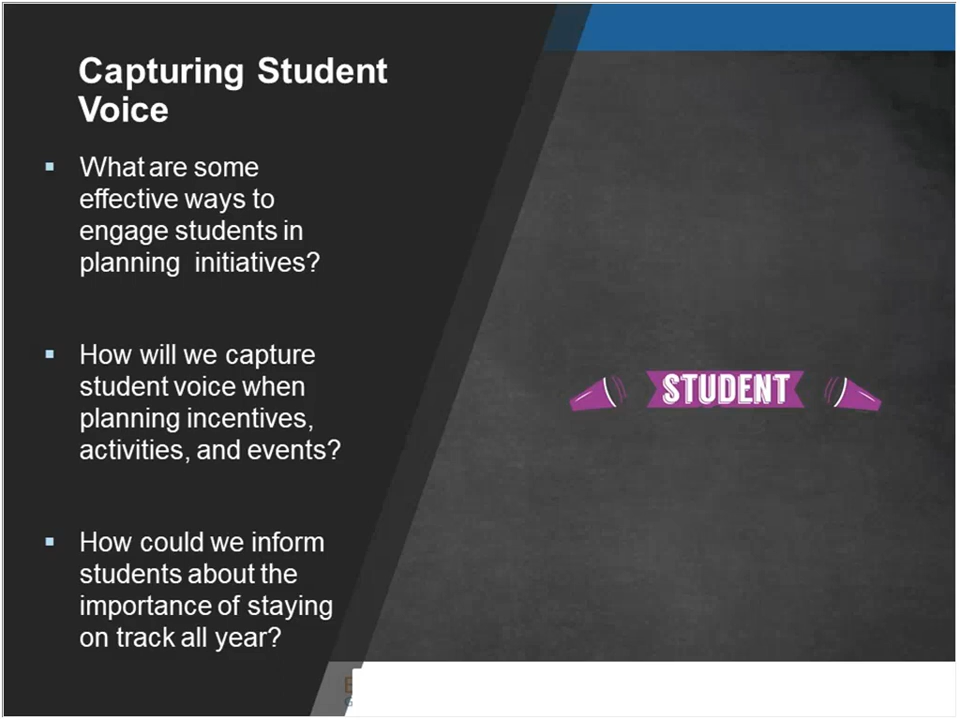 Capturing Student
Voice
▪ What are some
effective ways to
engage students in
planning initiatives?
▪ How will we capture
student voice when
planning incentives,
activities, and events?
▪ How could we inform
students about the
importance of staying
on track all year?
STUDENT